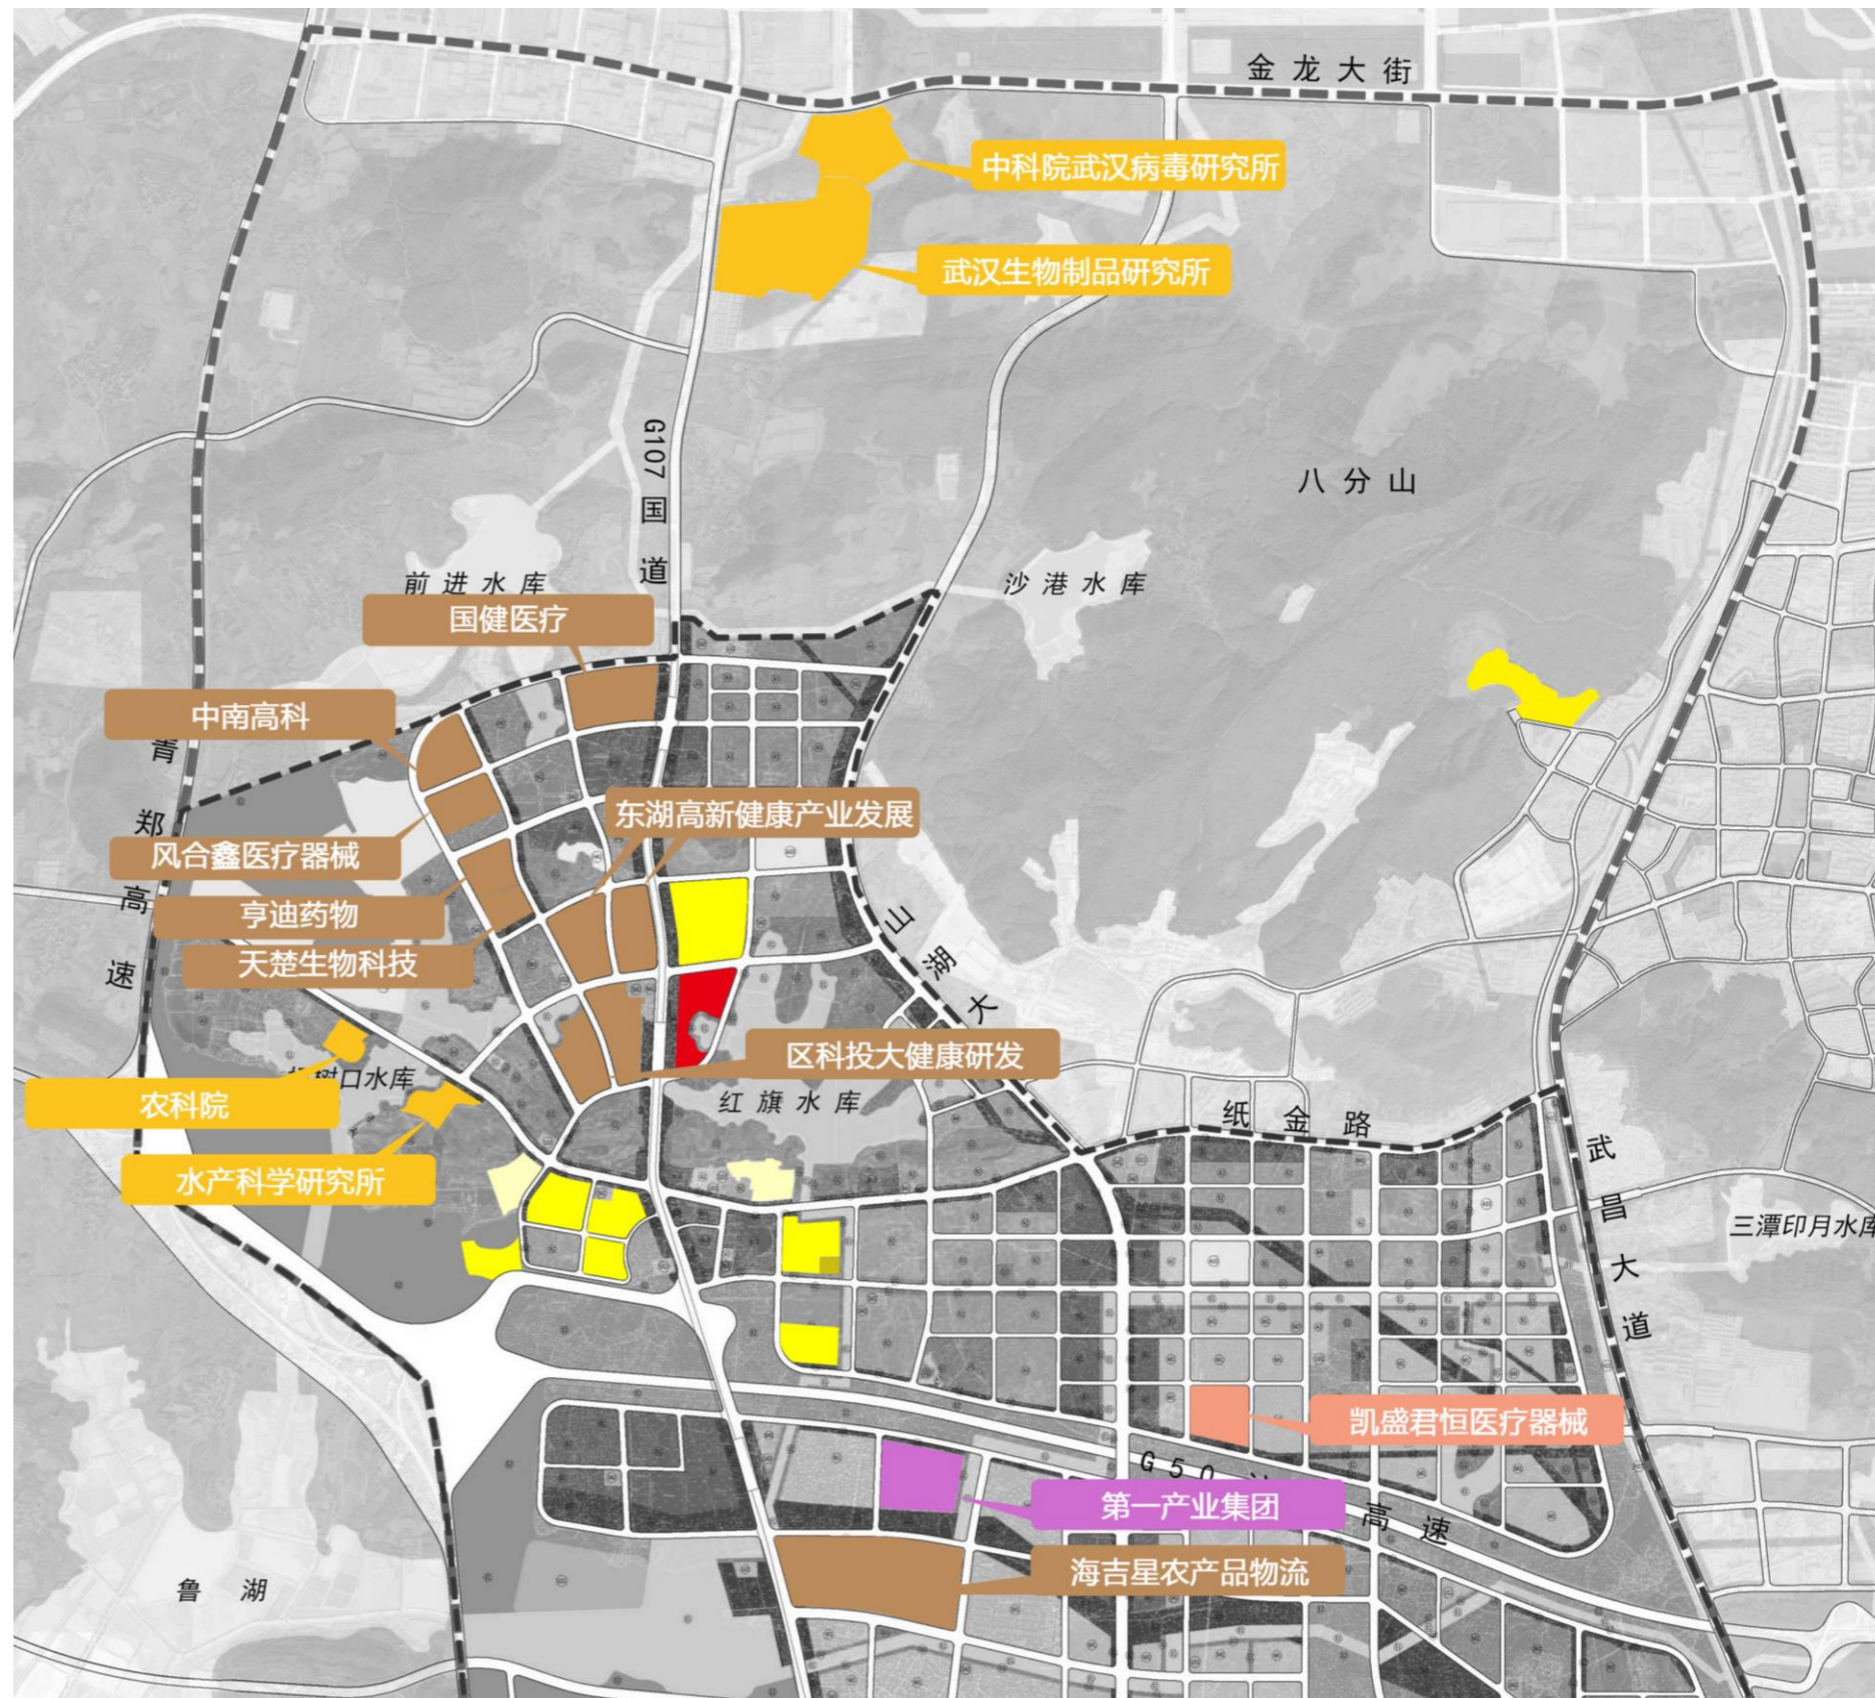 金龙大街
中科院武汉病毒研究所
武汉生物制品研究所
G107国道
八分山
前进水库
沙港水库
国健医疗
中南高科
青郑高速
东湖高新健康产业发展
风合鑫医疗器械
亨迪药物
天楚生物科技
山湖大
区科投大健康研发
树口水库
农科院
红旗水库
纸金路
水产科学研究所
武昌大道
三潭印月水库
凯盛君恒医疗器械
G50
高速
第一产业集团
海吉星农产品物流
鲁湖